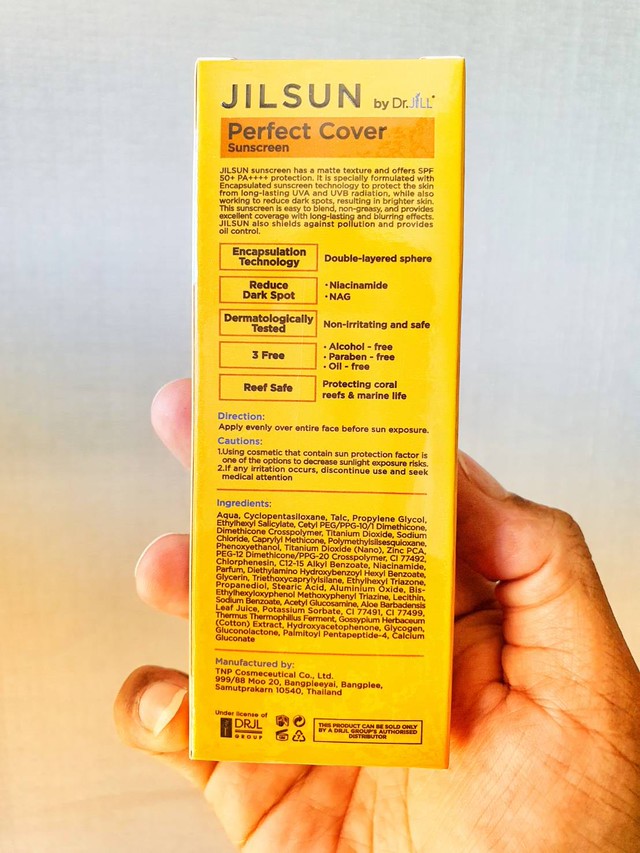 JILSUN by Dr.JiLL
Perfect Cover
Sunscreen
JILSUN sunscreen has a matte texture and offers SPF
50+ PA++++ protection. It is specially formulated with
Encapsulated sunscreen technology to protect the skin
from long-lasting UVA and UVB radiation, while also
working to reduce dark spots, resulting in brighter skin.
This sunscreen is easy to blend, non-greasy, and provides
excellent coverage with long-lasting and blurring effects.
JILSUN also shields against pollution and provides
oil control.
Encapsulation
Technology
Double-layered sphere
Reduce
Dark Spot
• Niacinamide
• NAG
Dermatologically
Tested
Non-irritating and safe
3 Free
• Alcohol - free
• Paraben - free
• Oil - free
Reef Safe
Protecting coral
reefs & marine life
Direction:
Apply evenly over entire face before sun exposure.
Cautions:
1.Using cosmetic that contain sun protection factor is
one of the options to decrease sunlight exposure risks.
2.If any irritation occurs, discontinue use and seek
medical attention
Ingredients:
Aqua, Cyclopentasiloxane, Talc, Propylene Glycol,
Ethylhexyl Salicylate, Cetyl PEG/PPG-10/1 Dimethicone,
Dimethicone Crosspolymer, Titanium Dioxide, Sodium
Chloride, Caprylyl Methicone, Polymethylsilsesquioxane,
Phenoxyethanol, Titanium Dioxide (Nano), Zinc PCA,
PEG-12 Dimethicone/PPG-20 Crosspolymer, CI 77492,
Chlorphenesin, C12-15 Alkyl Benzoate, Niacinamide,
Parfum, Diethylamino Hydroxybenzoyl Hexyl Benzoate,
Glycerin, Triethoxycaprylylsilane, Ethylhexyl Triazone,
Propanediol, Stearic Acid, Aluminium Oxide, Bis-
Ethylhexyloxyphenol Methoxyphenyl Triazine, Lecithin,
Sodium Benzoate, Acetyl Glucosamine, Aloe Barbadensis
Leaf Juice, Potassium Sorbate, CI 77491, CI 77499,
Thermus Thermophillus Ferment, Gossypium Herbaceum
(Cotton) Extract, Hydroxyacetophenone, Glycogen,
Gluconolactone, Palmitoyl Pentapeptide-4, Calcium
Gluconate
Manufactured by:
TNP Cosmeceutical Co., Ltd.
999/88 Moo 20, Bangpleeyai, Bangplee,
Samutprakarn 10540, Thailand
Under license of
DRJL
GROUP
THIS PRODUCT CAN BE SOLD ONLY
BY A DRJL GROUP'S AUTHORISED
DISTRIBUTOR